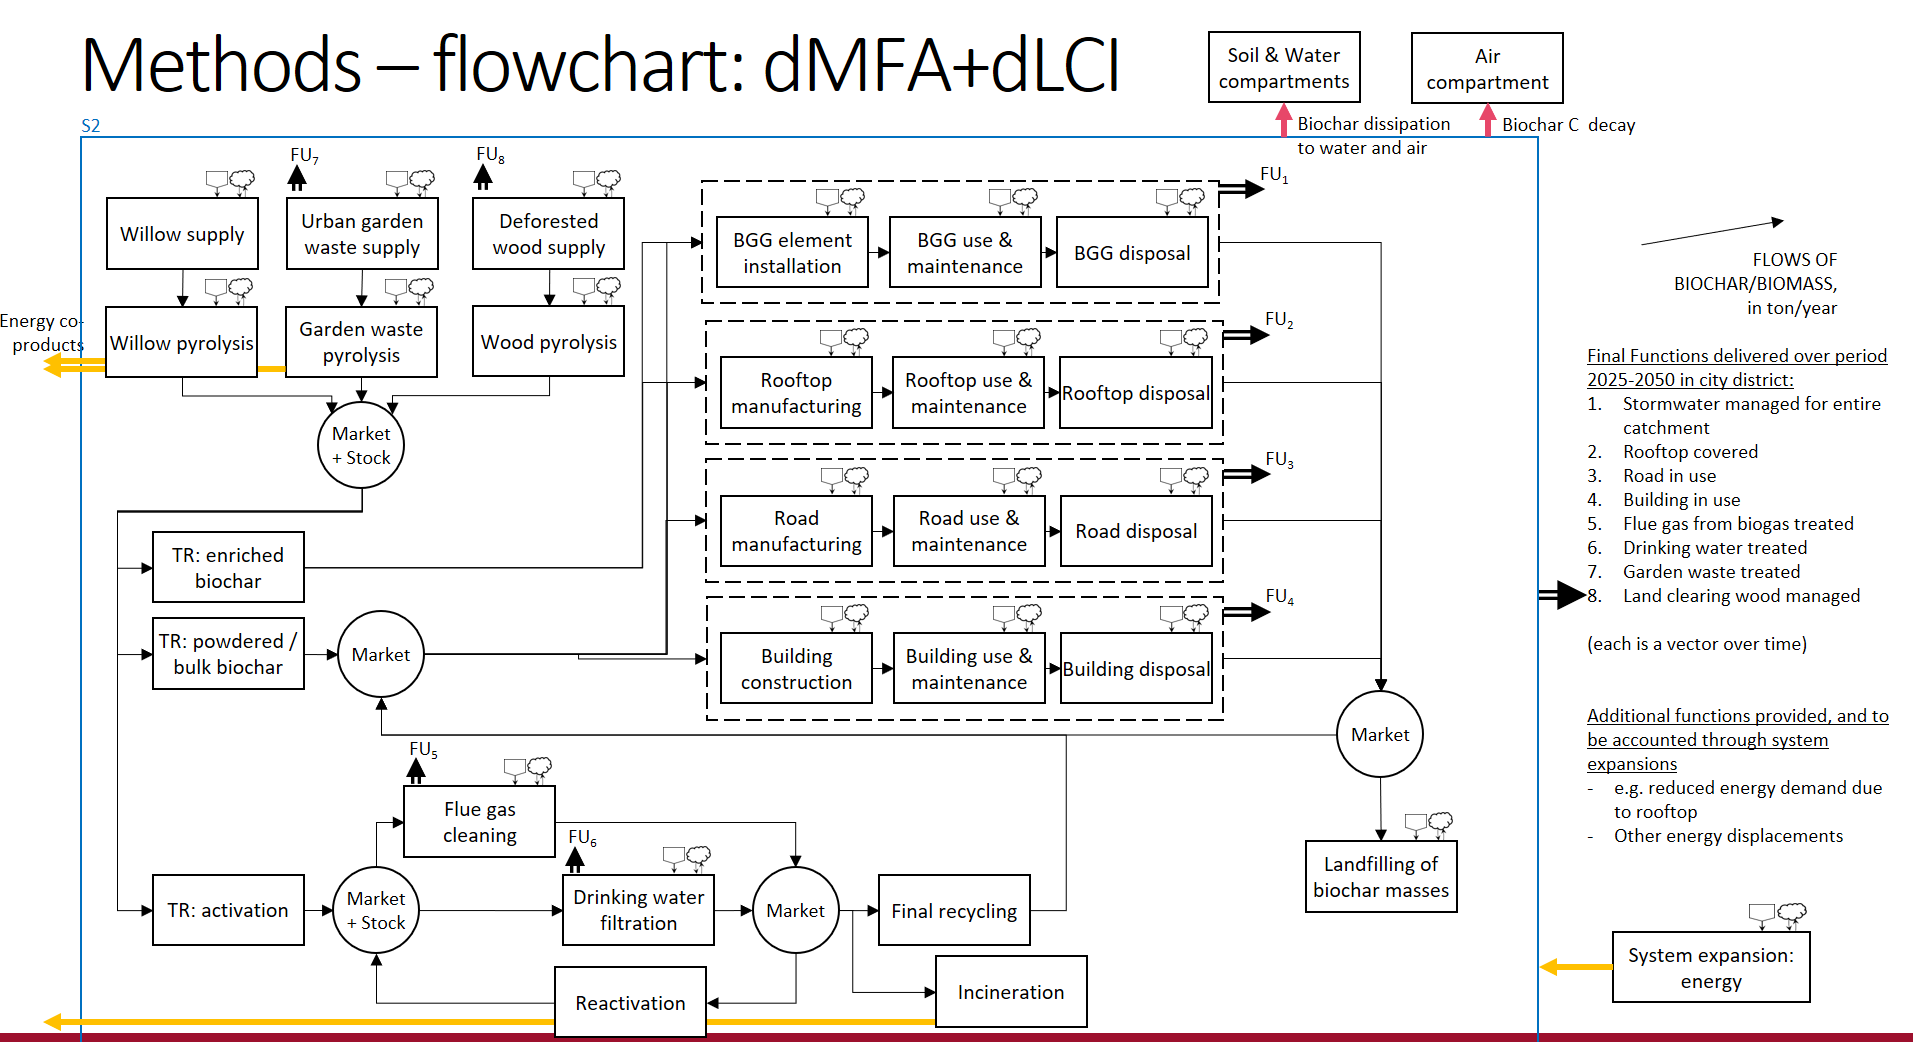 Methods – flowchart: dMFA+dLCI
Soil & Water
compartments
Air
compartment
Biochar dissipation
to water and air
Biochar C decay
S2
FU7
FU8
Willow supply
Urban garden
waste supply
Deforested
wood supply
Energy co-
products
Willow pyrolysis
Garden waste
pyrolysis
Wood pyrolysis
Market
+ Stock
TR: enriched
biochar
TR: powdered /
bulk biochar
Market
FU1
BGG element
installation
BGG use &
maintenance
BGG disposal
FU2
Rooftop
manufacturing
Rooftop use &
maintenance
Rooftop disposal
FU3
Road
manufacturing
Road use &
maintenance
Road disposal
FU4
Building
construction
Building use &
maintenance
Building disposal
Market
Landfilling of
biochar masses
FU5
Flue gas
cleaning
FU6
TR: activation
Market
+ Stock
Drinking water
filtration
Market
Final recycling
Reactivation
Incineration
FLOWS OF
BIOCHAR/BIOMASS,
in ton/year
Final Functions delivered over period
2025-2050 in city district:
1. Stormwater managed for entire
catchment
2. Rooftop covered
3. Road in use
4. Building in use
5. Flue gas from biogas treated
6. Drinking water treated
7. Garden waste treated
8. Land clearing wood managed
(each is a vector over time)
Additional functions provided, and to
be accounted through system
expansions
- e.g. reduced energy demand due
to rooftop
- Other energy displacements
System expansion:
energy